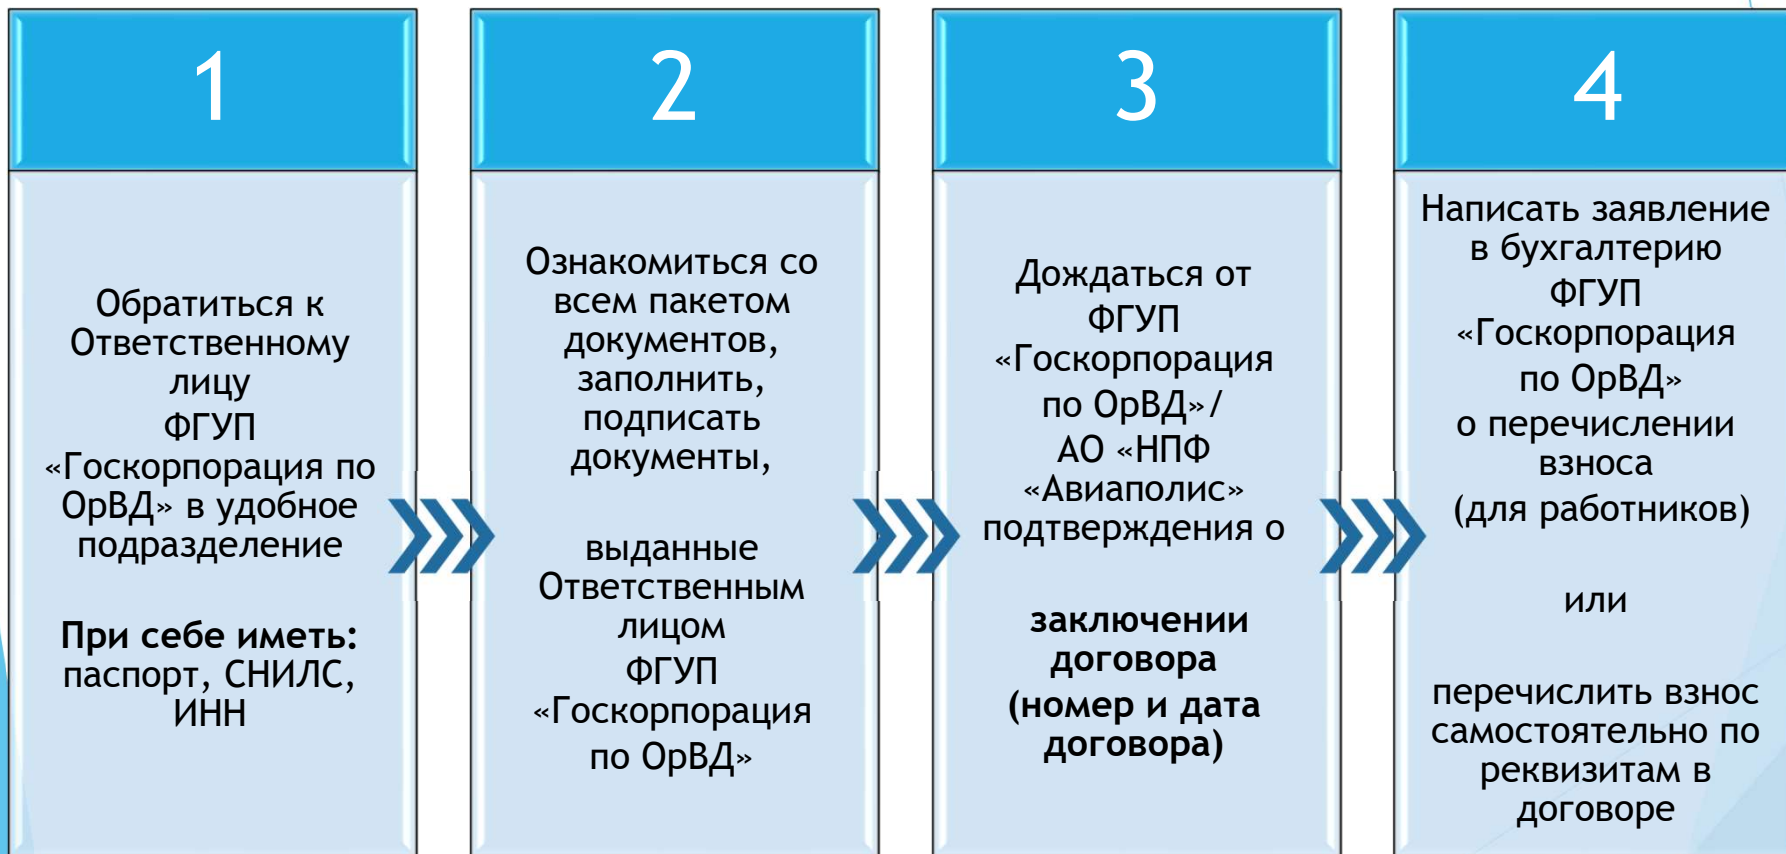 1
Обратиться к
Ответственному
лицу
ФГУП
«Госкорпорация по
ОрВД» в удобное
подразделение
При себе иметь:
паспорт, СНИЛС,
ИНН
2
Ознакомиться со
всем пакетом
документов,
заполнить,
подписать
документы,
выданные
Ответственным
лицом
ФГУП
«Госкорпорация
по ОрВД»
3
Дождаться от
ФГУП
«Госкорпорация
по ОрВД»/
АО «НПФ
«Авиаполис»
подтверждения о
заключении
договора
(номер и дата
договора)
4
Написать заявление
в бухгалтерию
ФГУП
«Госкорпорация
по ОрВД»
о перечислении
взноса
(для работников)
или
перечислить взнос
самостоятельно по
реквизитам в
договоре